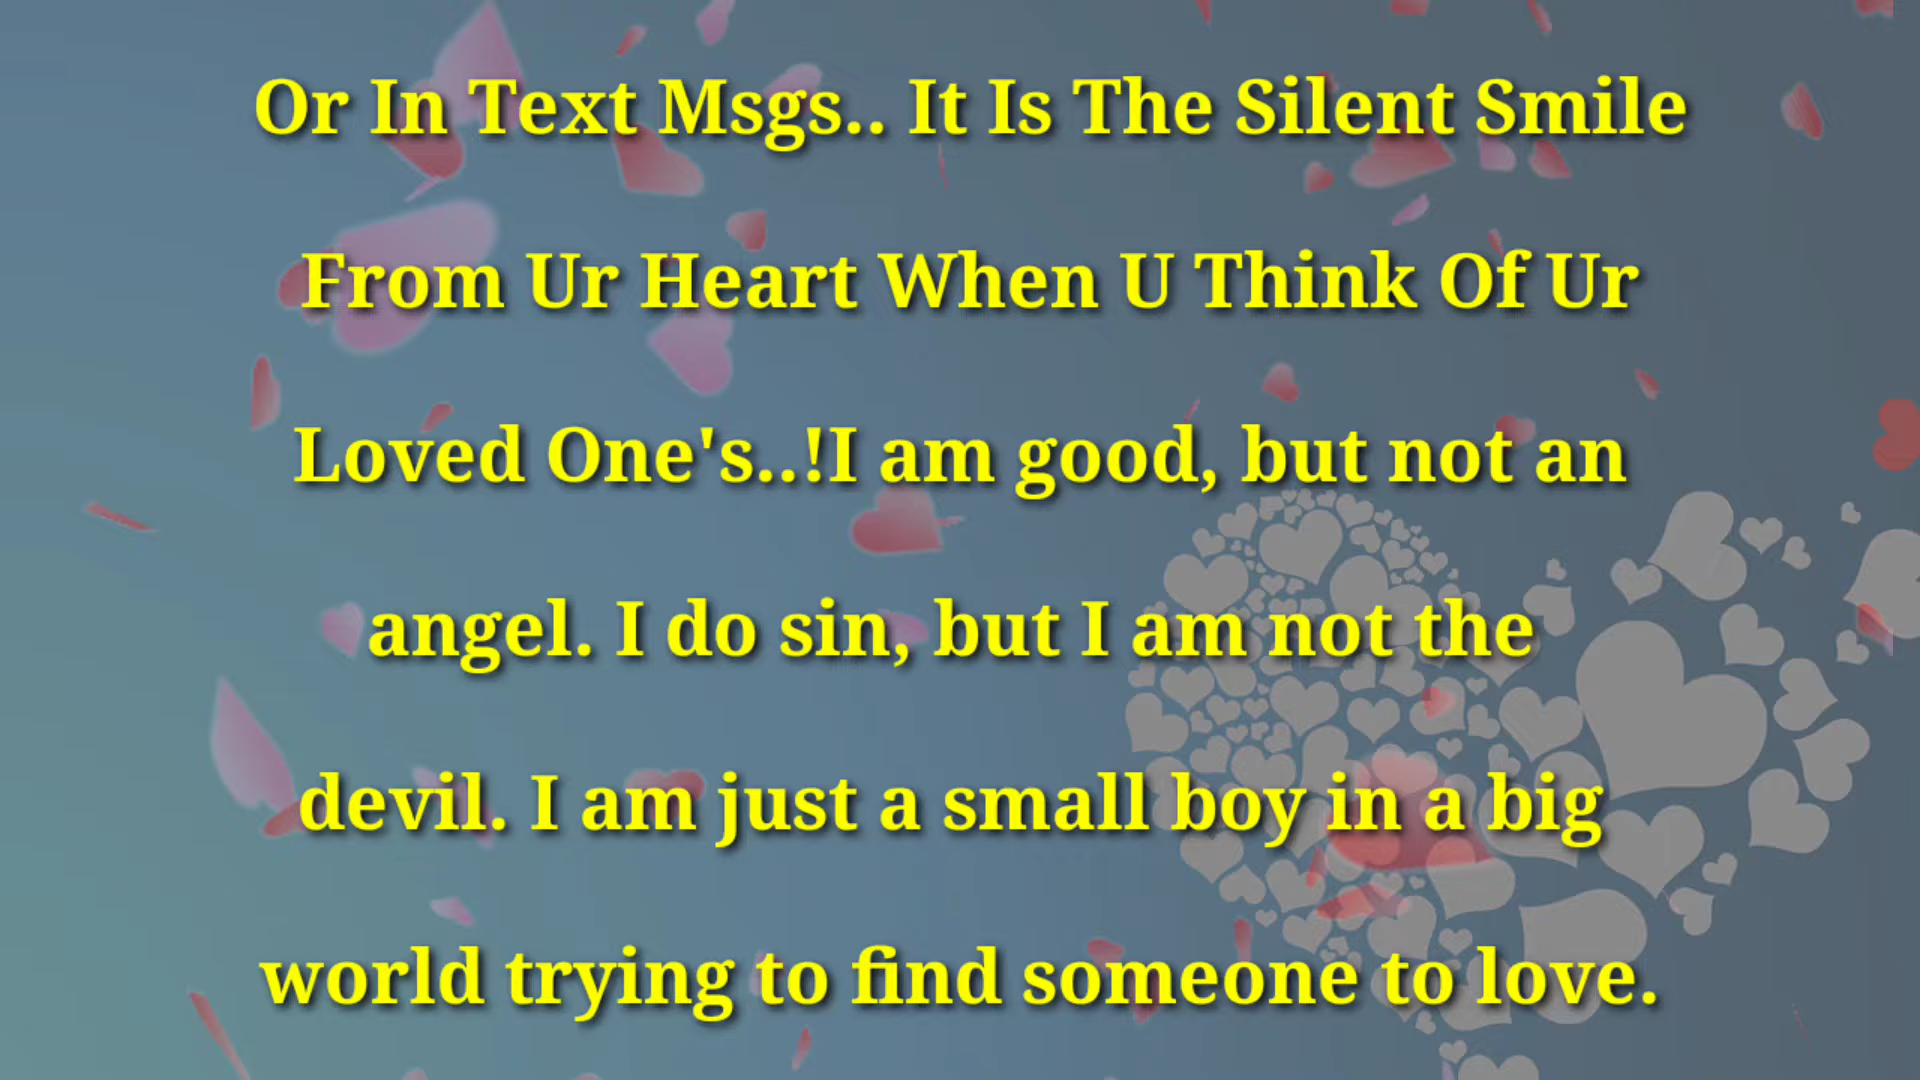 Or In Text Msgs.. It Is The Silent Smile
From Ur Heart When U Think Of Ur
Loved One's..!I am good, but not an
angel. I do sin, but I am not the
devil. I am just a small boy in a big
world trying to find someone to love.